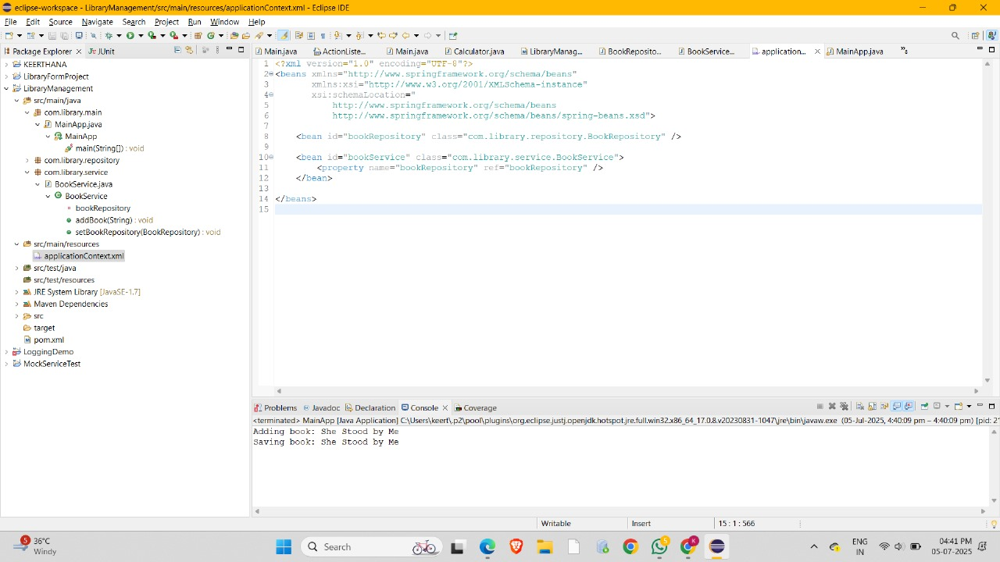 eclipse-workspace - LibraryManagement/src/main/resources/applicationContext.xml - Eclipse IDE
File Edit Source Navigate Search Project Run Window Help
Package Explorer JUnit
KEERTHANA
LibraryFormProject
LibraryManagement
src/main/java
com.library.main
MainApp.java
MainApp
main(String[]) : void
com.library.repository
com.library.service
BookService.java
BookService
bookRepository
addBook(String) : void
setBookRepository(BookRepository) : void
src/main/resources
applicationContext.xml
src/test/java
src/test/resources
JRE System Library [JavaSE-1.7]
Maven Dependencies
src
target
pom.xml
LoggingDemo
MockServiceTest
Main.java ActionListe... Main.java Calculator.java LibraryManag... BookReposito... BookService... application... MainApp.java »8
1 <?xml version="1.0" encoding="UTF-8"?>
2 <beans xmlns="http://www.springframework.org/schema/beans"
3 xmlns:xsi="http://www.w3.org/2001/XMLSchema-instance"
4 xsi:schemaLocation="
5 http://www.springframework.org/schema/beans
6 http://www.springframework.org/schema/beans/spring-beans.xsd">
7
8 <bean id="bookRepository" class="com.library.repository.BookRepository" />
9
10 <bean id="bookService" class="com.library.service.BookService">
11 <property name="bookRepository" ref="bookRepository" />
12 </bean>
13
14 </beans>
15
Problems Javadoc Declaration Console Coverage
<terminated> MainApp [Java Application] C:\Users\keert\.p2\pool\plugins\org.eclipse.justj.openjdk.hotspot.jre.full.win32.x86_64_17.0.8.v20230831-1047\jre\bin\javaw.exe (05-Jul-2025, 4:40:09 pm – 4:40:09 pm) [pid: 21
Adding book: She Stood by Me
Saving book: She Stood by Me
Writable Insert 15 : 1 : 566
5 36°C
Windy
Search
5
K
ENG
IN
04:41 PM
05-07-2025